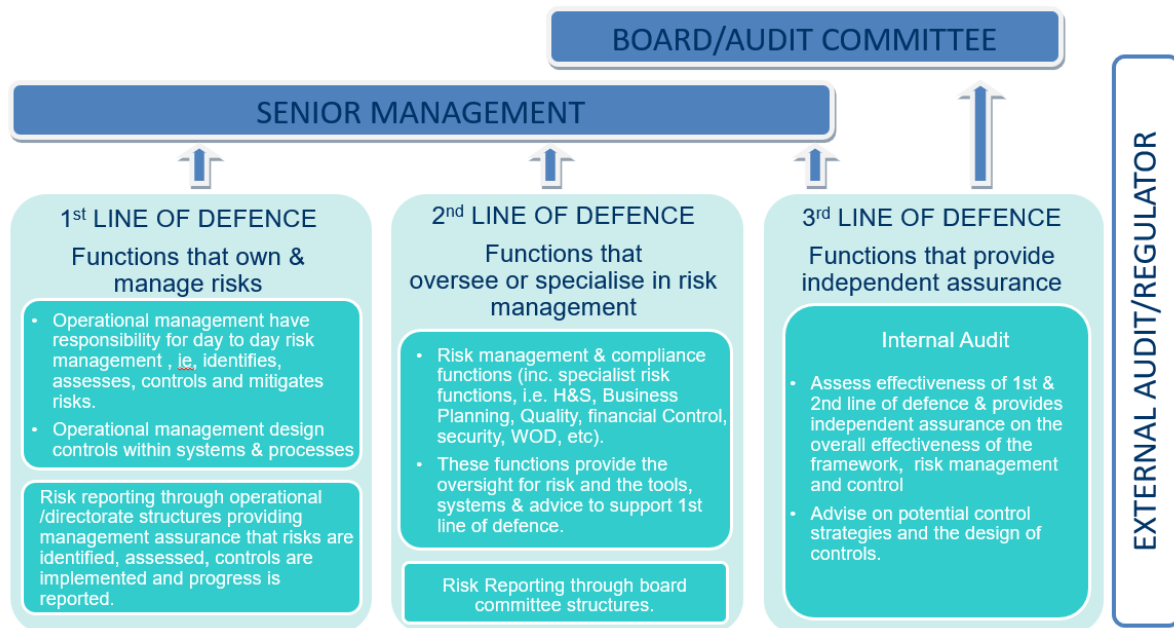 BOARD/AUDIT COMMITTEE
SENIOR MANAGEMENT
1st LINE OF DEFENCE
Functions that own &
manage risks
• Operational management have
responsibility for day to day risk
management , ie, identifies,
assesses, controls and mitigates
risks.
• Operational management design
controls within systems & processes
Risk reporting through operational
/directorate structures providing
management assurance that risks are
identified, assessed, controls are
implemented and progress is
reported.
2nd LINE OF DEFENCE
Functions that
oversee or specialise in risk
management
• Risk management & compliance
functions (inc. specialist risk
functions, i.e. H&S, Business
Planning, Quality, financial Control,
security, WOD, etc).
• These functions provide the
oversight for risk and the tools,
systems & advice to support 1st
line of defence.
Risk Reporting through board
committee structures.
3rd LINE OF DEFENCE
Functions that provide
independent assurance
Internal Audit
• Assess effectiveness of 1st &
2nd line of defence & provides
independent assurance on the
overall effectiveness of the
framework, risk management
and control
• Advise on potential control
strategies and the design of
controls.
EXTERNAL AUDIT/REGULATOR